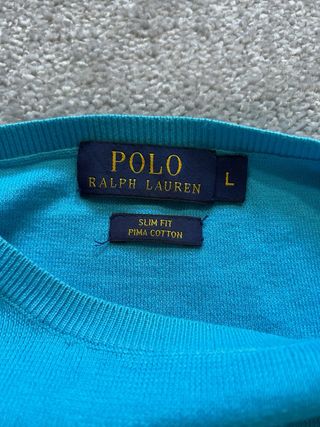 POLO
RALPH LAUREN
L
SLIM FIT
PIMA COTTON